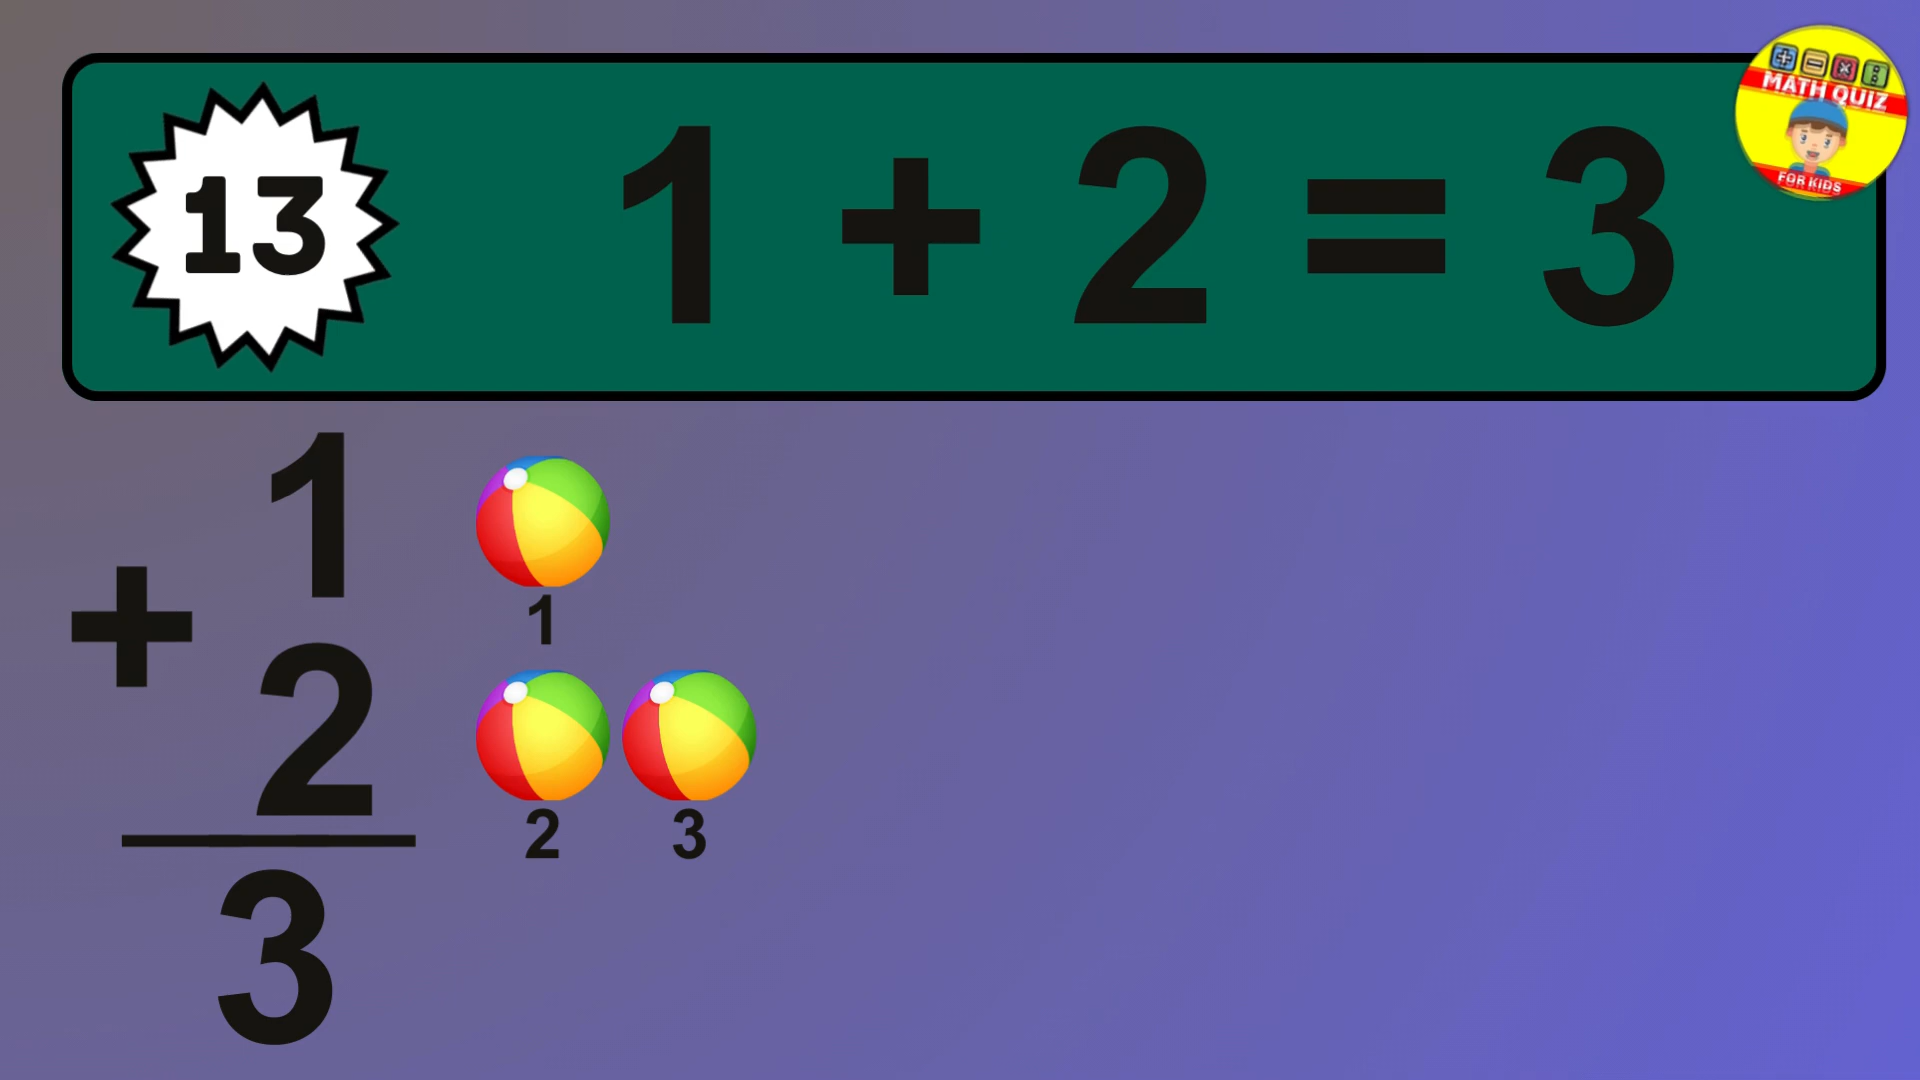 13
1 + 2 = 3
MATH QUIZ
FOR KIDS
1
+
2
3
1
2 3